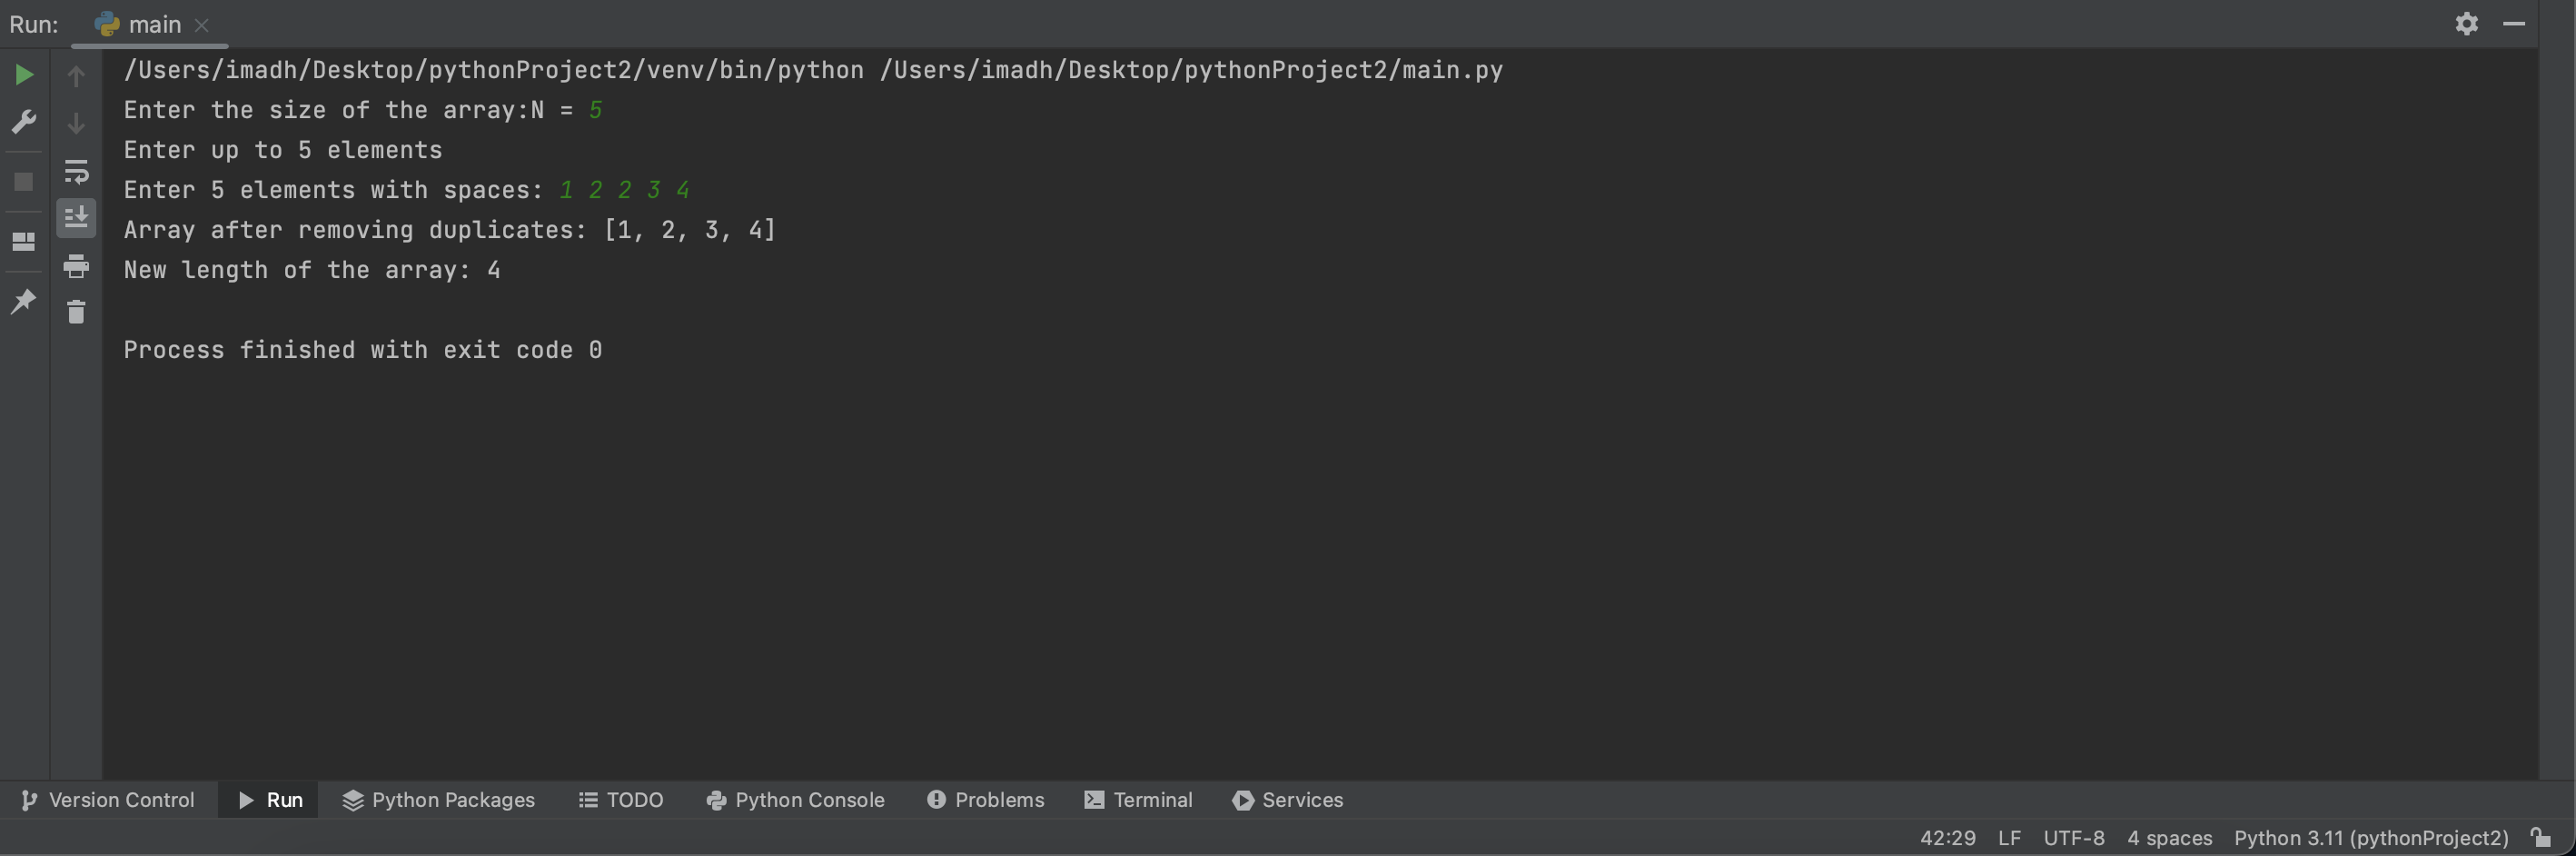 Run: main
/Users/imadh/Desktop/pythonProject2/venv/bin/python /Users/imadh/Desktop/pythonProject2/main.py
Enter the size of the array:N = 5
Enter up to 5 elements
Enter 5 elements with spaces: 1 2 2 3 4
Array after removing duplicates: [1, 2, 3, 4]
New length of the array: 4
Process finished with exit code 0
Version Control Run Python Packages TODO Python Console Problems Terminal Services
42:29 LF UTF-8 4 spaces Python 3.11 (pythonProject2)